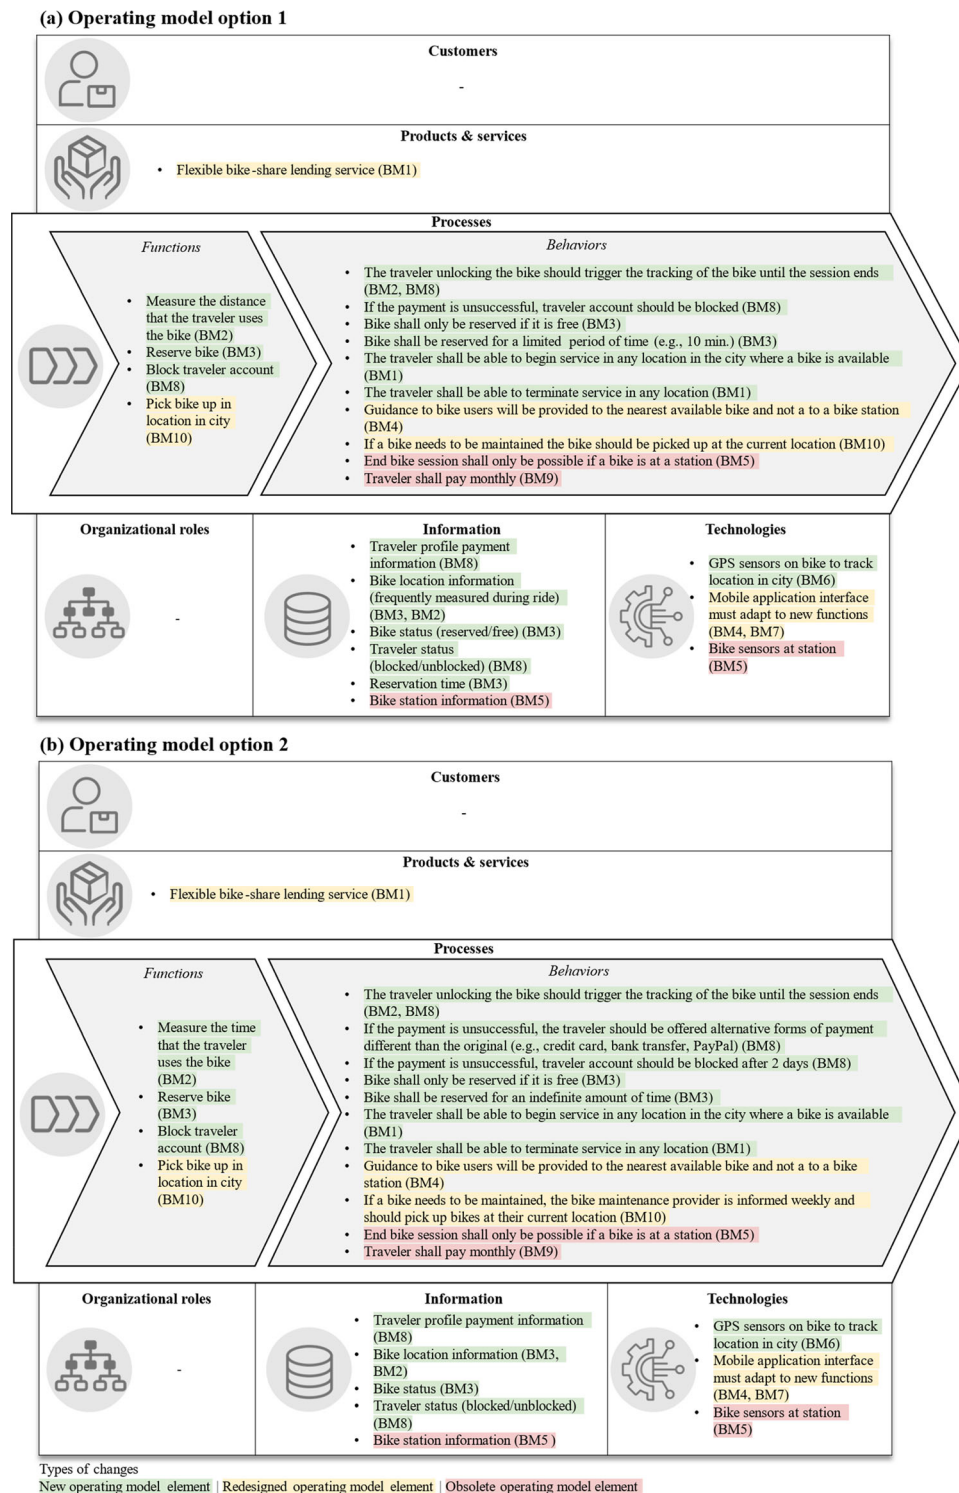 (a) Operating model option 1
Customers
-
Products & services
• Flexible bike-share lending service (BM1)
Processes
Functions
• Measure the distance
that the traveler uses
the bike (BM2)
• Reserve bike (BM3)
• Block traveler account
(BM8)
• Pick bike up in
location in city
(BM10)
Behaviors
• The traveler unlocking the bike should trigger the tracking of the bike until the session ends
(BM2, BM8)
• If the payment is unsuccessful, traveler account should be blocked (BM8)
• Bike shall only be reserved if it is free (BM3)
• Bike shall be reserved for a limited period of time (e.g., 10 min.) (BM3)
• The traveler shall be able to begin service in any location in the city where a bike is available
(BM1)
• The traveler shall be able to terminate service in any location (BM1)
• Guidance to bike users will be provided to the nearest available bike and not a to a bike station
(BM4)
• If a bike needs to be maintained the bike should be picked up at the current location (BM10)
• End bike session shall only be possible if a bike is at a station (BM5)
• Traveler shall pay monthly (BM9)
Organizational roles
-
Information
• Traveler profile payment
information (BM8)
• Bike location information
(frequently measured during ride)
(BM3, BM2)
• Bike status (reserved/free) (BM3)
• Traveler status
(blocked/unblocked) (BM8)
• Reservation time (BM3)
• Bike station information (BM5)
Technologies
• GPS sensors on bike to track
location in city (BM6)
• Mobile application interface
must adapt to new functions
(BM4, BM7)
• Bike sensors at station
(BM5)
(b) Operating model option 2
Customers
-
Products & services
• Flexible bike-share lending service (BM1)
Processes
Functions
• Measure the time
that the traveler
uses the bike
(BM2)
• Reserve bike
(BM3)
• Block traveler
account (BM8)
• Pick bike up in
location in city
(BM10)
Behaviors
• The traveler unlocking the bike should trigger the tracking of the bike until the session ends
(BM2, BM8)
• If the payment is unsuccessful, the traveler should be offered alternative forms of payment
different than the original (e.g., credit card, bank transfer, PayPal) (BM8)
• If the payment is unsuccessful, traveler account should be blocked after 2 days (BM8)
• Bike shall only be reserved if it is free (BM3)
• Bike shall be reserved for an indefinite amount of time (BM3)
• The traveler shall be able to begin service in any location in the city where a bike is available
(BM1)
• The traveler shall be able to terminate service in any location (BM1)
• Guidance to bike users will be provided to the nearest available bike and not a to a bike
station (BM4)
• If a bike needs to be maintained, the bike maintenance provider is informed weekly and
should pick up bikes at their current location (BM10)
• End bike session shall only be possible if a bike is at a station (BM5)
• Traveler shall pay monthly (BM9)
Organizational roles
-
Information
• Traveler profile payment information
(BM8)
• Bike location information (BM3,
BM2)
• Bike status (BM3)
• Traveler status (blocked/unblocked)
(BM8)
• Bike station information (BM5 )
Technologies
• GPS sensors on bike to track
location in city (BM6)
• Mobile application interface
must adapt to new functions
(BM4, BM7)
• Bike sensors at station
(BM5)
Types of changes
New operating model element | Redesigned operating model element | Obsolete operating model element